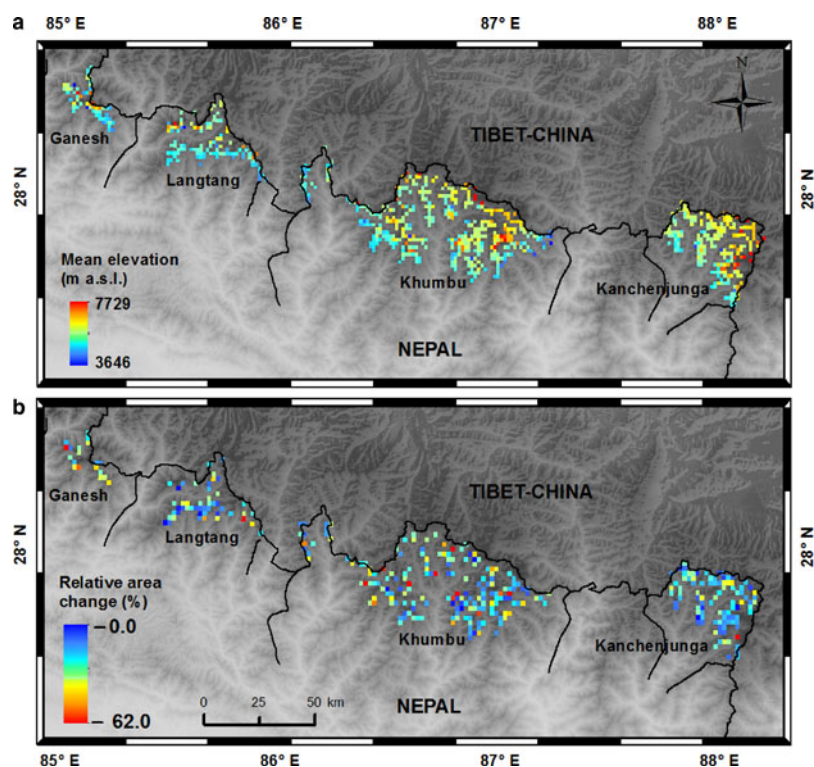 a
85° E 86° E 87° E 88° E
N
Ganesh
TIBET-CHINA
Langtang
28° N
28° N
Mean elevation
(m a.s.l.)
7729
3646
Khumbu
Kanchenjunga
NEPAL
b
Ganesh
TIBET-CHINA
Langtang
28° N
28° N
Relative area
change (%)
– 0.0
– 62.0
Khumbu
Kanchenjunga
0 25 50 km
NEPAL
85° E 86° E 87° E 88° E